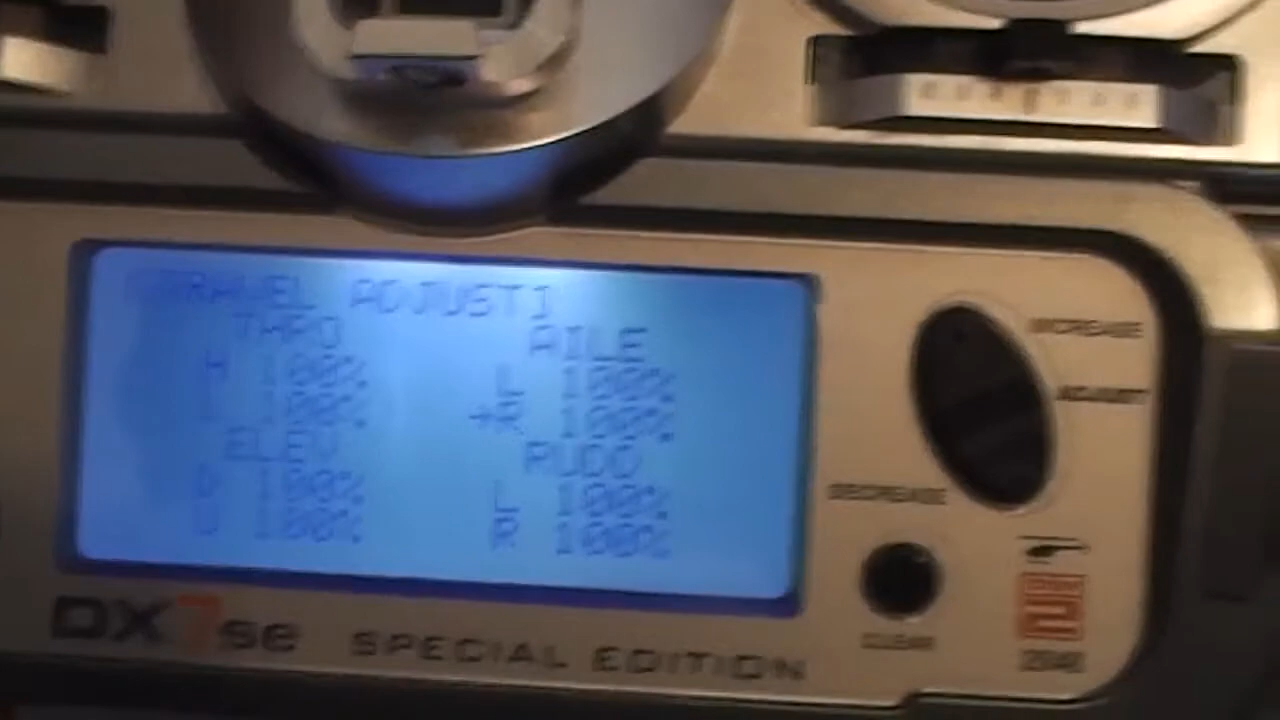 TRAVEL ADJUST1
THRO AILE
H 100% L 100%
L 100% *R 100%
ELEV RUDD
D 100% L 100%
U 100% R 100%
INCREASE
ADJUST
DECREASE
CLEAR
DX7se SPECIAL EDITION